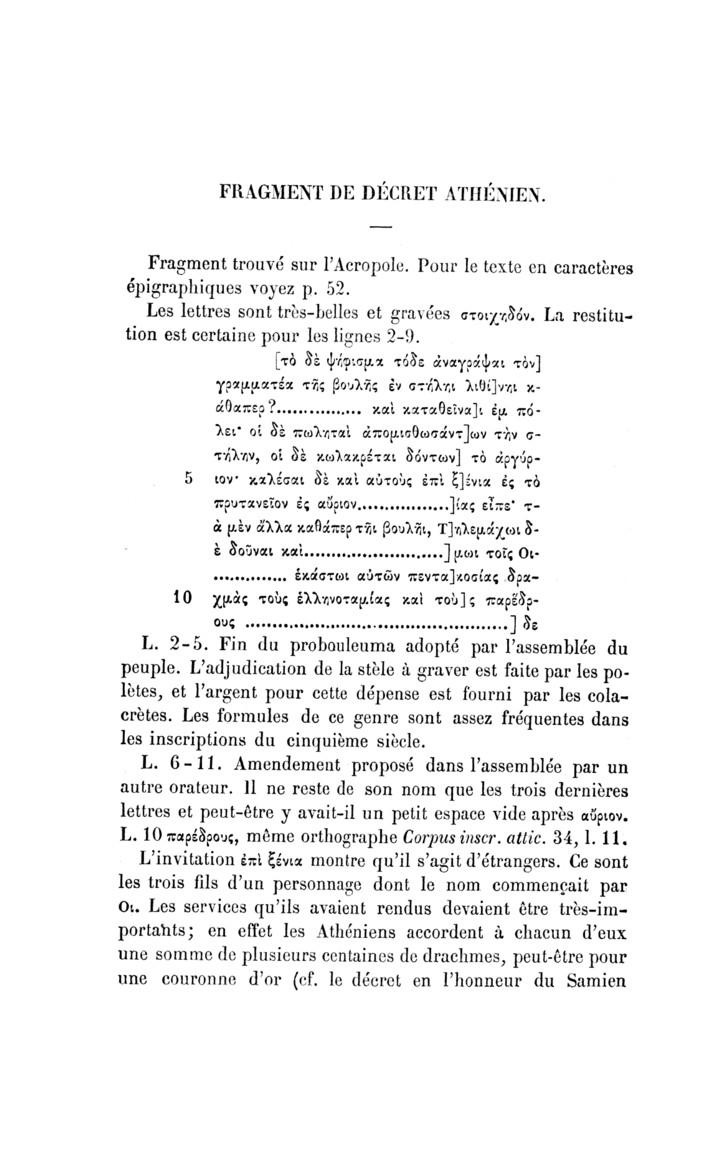 FRAGMENT DE DÉCRET ATHÉNIEN.
Fragment trouvé sur l'Acropole. Pour le texte en caractères
épigraphiques voyez p. 52.
Les lettres sont très-belles et gravées στοιχηδόν. La restitu-
tion est certaine pour les lignes 2-9.
[τὸ δὲ ψήφισμα τόδε ἀναγράψαι τὸν]
γραμματέα τῆς βουλῆς ἐν στήληι λιθί]νηι κ-
άθαπερ?................ καὶ καταθεῖνα]ι ἐμ πό-
λει· οἱ δὲ πωληταὶ ἀπομισθωσάντ]ων τὴν σ-
τήλην, οἱ δὲ κωλακρέται δόντων] τὸ ἀργύρ-
5 ιον· καλέσαι δὲ καὶ αὐτοὺς ἐπὶ ξ]ένια ἐς τὸ
πρυτανεῖον ἐς αὔριον.................]ίας εἶπε· τ-
ὰ μὲν ἄλλα καθάπερ τῆι βουλῆι, Τ]ηλεμάχωι δ-
ὲ δοῦναι καὶ..........................] μωι τοῖς Οι-
.............. ἑκάστωι αὐτῶν πεντα]κοσίας δρα-
10 χμὰς τοὺς ἑλληνοταμίας καὶ τοὺ]ς παρέδρ-
ους ................................................] δε
L. 2-5. Fin du probouleuma adopté par l'assemblée du
peuple. L'adjudication de la stèle à graver est faite par les po-
lètes, et l'argent pour cette dépense est fourni par les cola-
crètes. Les formules de ce genre sont assez fréquentes dans
les inscriptions du cinquième siècle.
L. 6-11. Amendement proposé dans l'assemblée par un
autre orateur. Il ne reste de son nom que les trois dernières
lettres et peut-être y avait-il un petit espace vide après αὔριον.
L. 10 παρέδρους, même orthographe Corpus inscr. attic. 34, l. 11.
L'invitation ἐπὶ ξένια montre qu'il s'agit d'étrangers. Ce sont
les trois fils d'un personnage dont le nom commençait par
Οι. Les services qu'ils avaient rendus devaient être très-im-
portants; en effet les Athéniens accordent à chacun d'eux
une somme de plusieurs centaines de drachmes, peut-être pour
une couronne d'or (cf. le décret en l'honneur du Samien